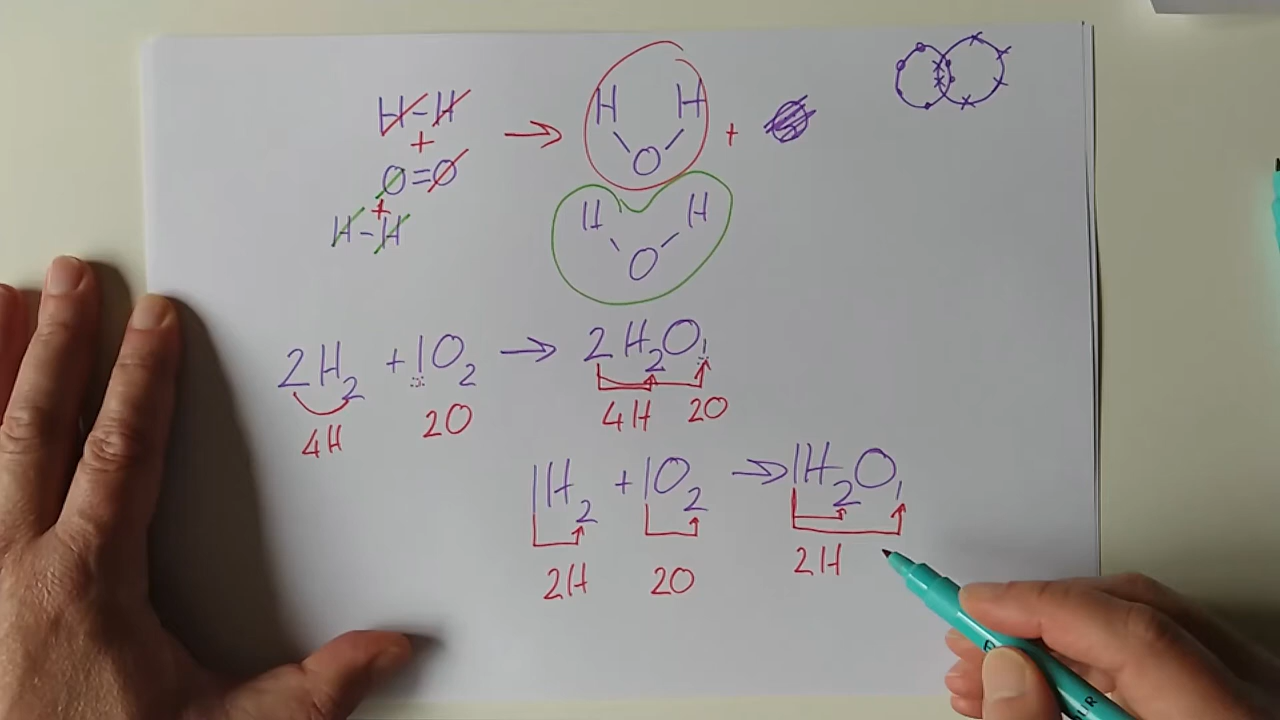 H-H
+
O=O
+
H-H
→
H H
O
+
H H
O
2H₂ + 1O₂ → 2H₂O₁
4H 2O 4H 2O
1H₂ + 1O₂ → 1H₂O₁
2H 2O 2H